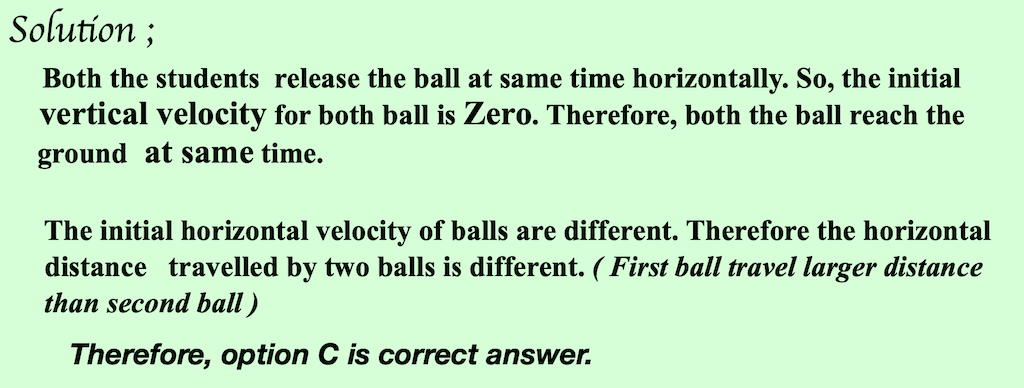 Solution ;
Both the students release the ball at same time horizontally. So, the initial
vertical velocity for both ball is Zero. Therefore, both the ball reach the
ground at same time.
The initial horizontal velocity of balls are different. Therefore the horizontal
distance travelled by two balls is different. ( First ball travel larger distance
than second ball )
Therefore, option C is correct answer.